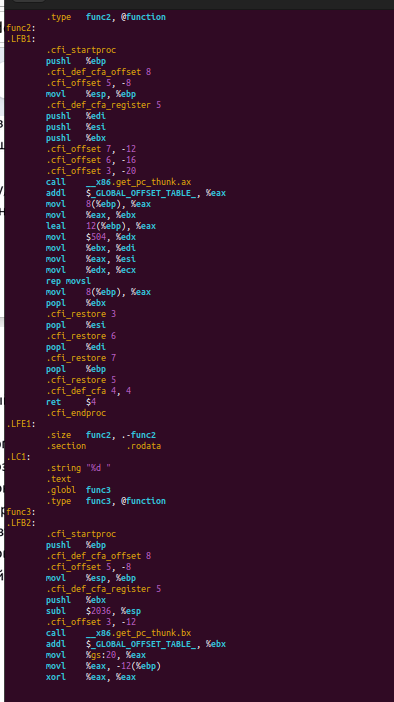 .type func2, @function
func2:
.LFB1:
.cfi_startproc
pushl %ebp
.cfi_def_cfa_offset 8
.cfi_offset 5, -8
movl %esp, %ebp
.cfi_def_cfa_register 5
pushl %edi
pushl %esi
pushl %ebx
.cfi_offset 7, -12
.cfi_offset 6, -16
.cfi_offset 3, -20
call __x86.get_pc_thunk.ax
addl $_GLOBAL_OFFSET_TABLE_, %eax
movl 8(%ebp), %eax
movl %eax, %ebx
leal 12(%ebp), %eax
movl $504, %edx
movl %ebx, %edi
movl %eax, %esi
movl %edx, %ecx
rep movsl
movl 8(%ebp), %eax
popl %ebx
.cfi_restore 3
popl %esi
.cfi_restore 6
popl %edi
.cfi_restore 7
popl %ebp
.cfi_restore 5
.cfi_def_cfa 4, 4
ret $4
.cfi_endproc
.LFE1:
.size func2, .-func2
.section .rodata
.LC1:
.string "%d "
.text
.globl func3
.type func3, @function
func3:
.LFB2:
.cfi_startproc
pushl %ebp
.cfi_def_cfa_offset 8
.cfi_offset 5, -8
movl %esp, %ebp
.cfi_def_cfa_register 5
pushl %ebx
subl $2036, %esp
.cfi_offset 3, -12
call __x86.get_pc_thunk.bx
addl $_GLOBAL_OFFSET_TABLE_, %ebx
movl %gs:20, %eax
movl %eax, -12(%ebp)
xorl %eax, %eax